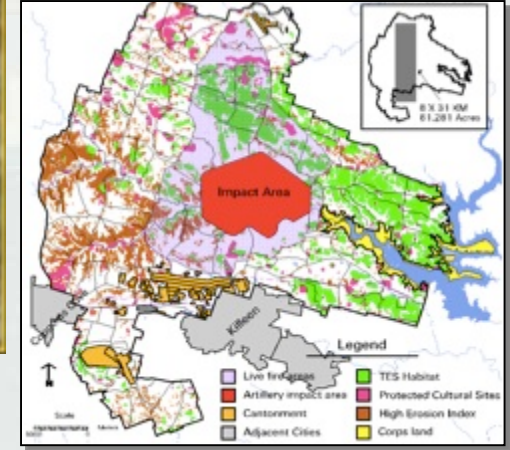 8 X 31 KM
61,281 Acres
Impact Area
Killeen
Legend
Live fire areas
Artillery impact area
Cantonment
Adjacent Cities
TES Habitat
Protected Cultural Sites
High Erosion Index
Corps land
Scale